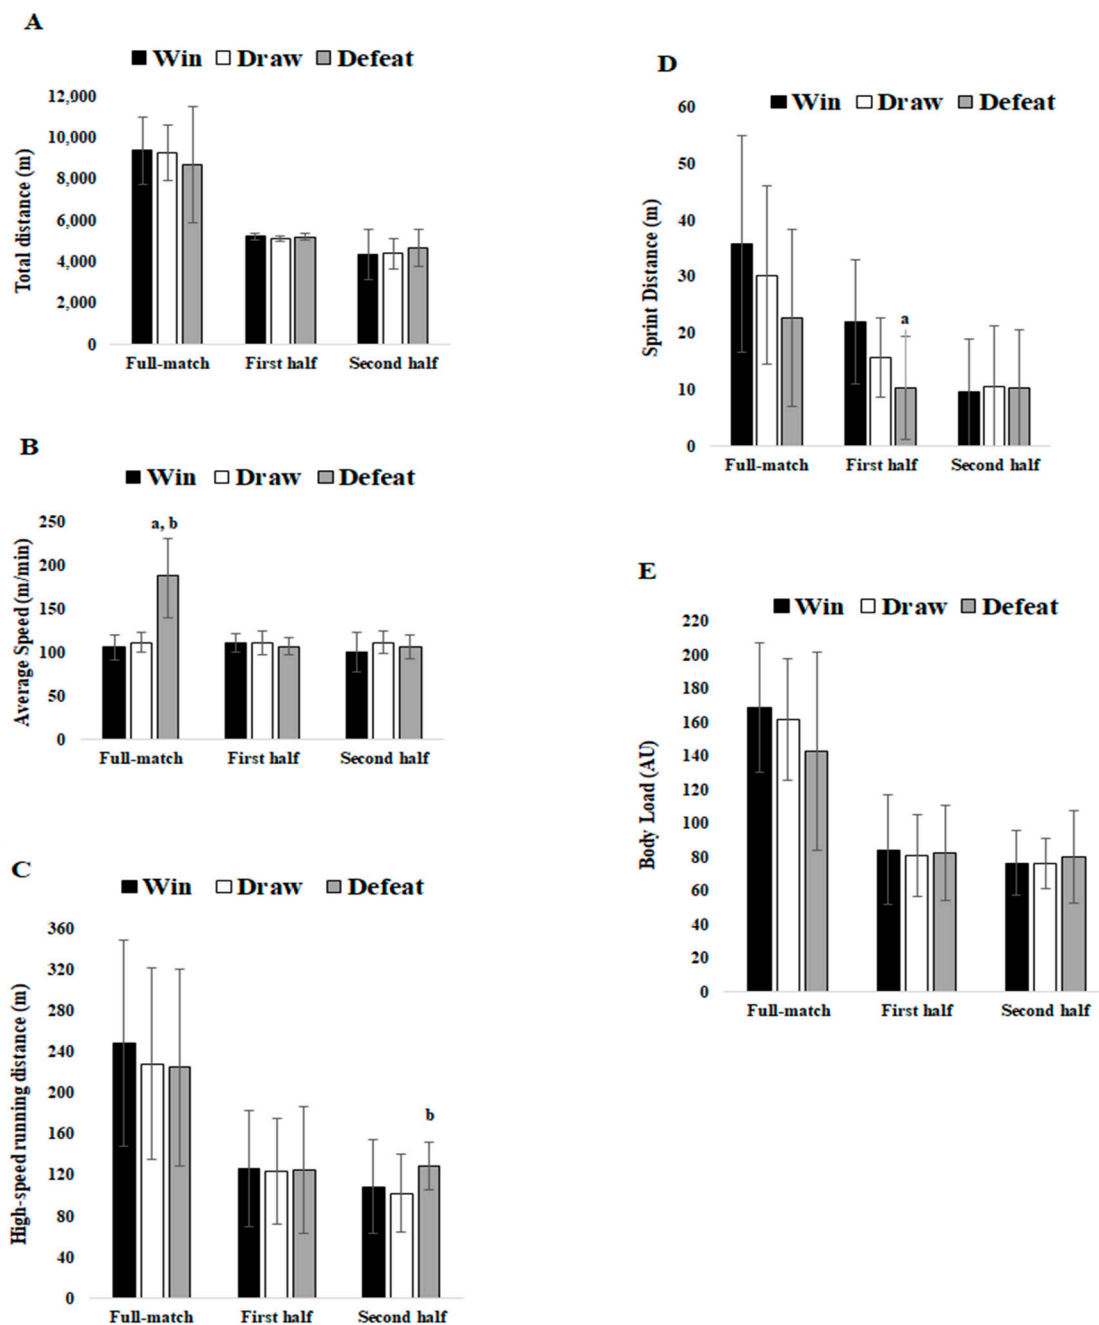 A
Win Draw Defeat
Total distance (m)
12,000
10,000
8,000
6,000
4,000
2,000
0
Full-match First half Second half
B
Win Draw Defeat
Average Speed (m/min)
250
200
150
100
50
0
a, b
Full-match First half Second half
C
Win Draw Defeat
High-speed running distance (m)
360
320
280
240
200
160
120
80
40
0
b
Full-match First half Second half
D
Win Draw Defeat
Sprint Distance (m)
60
50
40
30
20
10
0
a
Full-match First half Second half
E
Win Draw Defeat
Body Load (AU)
220
200
180
160
140
120
100
80
60
40
20
0
Full-match First half Second half